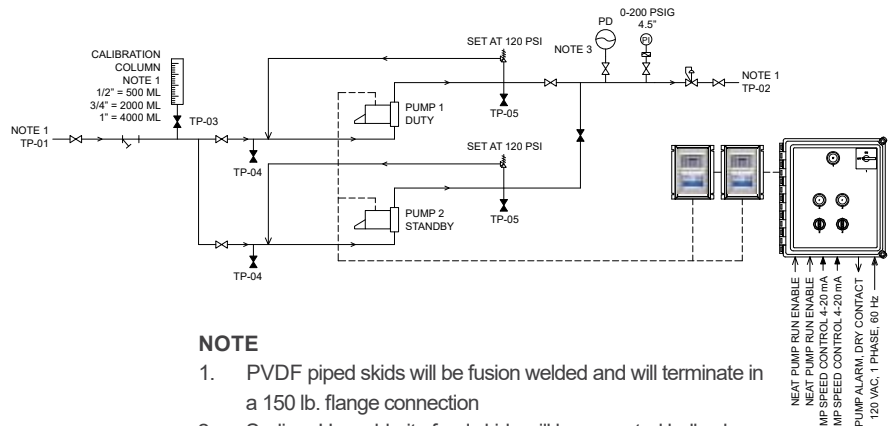 CALIBRATION
COLUMN
NOTE 1
1/2" = 500 ML
3/4" = 2000 ML
1" = 4000 ML
TP-03
NOTE 1
TP-01
TP-04
TP-04
SET AT 120 PSI
PUMP 1
DUTY
TP-05
SET AT 120 PSI
PUMP 2
STANDBY
TP-05
NOTE 3
PD
0-200 PSIG
4.5"
PI
NOTE 1
TP-02
NEAT PUMP RUN ENABLE
NEAT PUMP RUN ENABLE
MP SPEED CONTROL 4-20 mA
MP SPEED CONTROL 4-20 mA
PUMP ALARM, DRY CONTACT
120 VAC, 1 PHASE, 60 Hz
NOTE
1. PVDF piped skids will be fusion welded and will terminate in
a 150 lb. flange connection